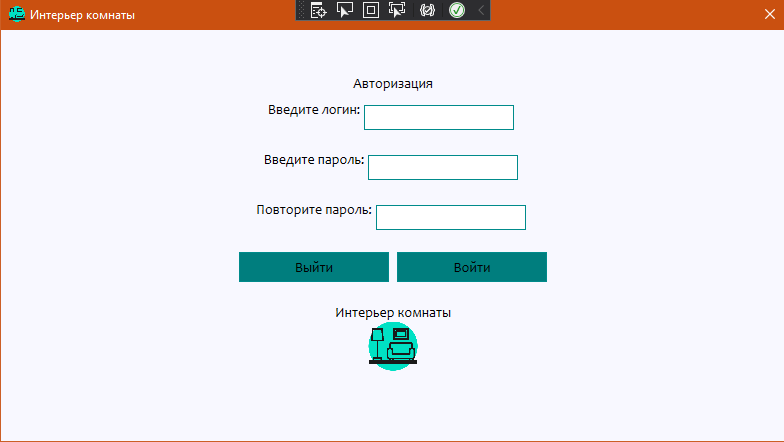 Интерьер комнаты
Авторизация
Введите логин:
Введите пароль:
Повторите пароль:
Выйти Войти
Интерьер комнаты